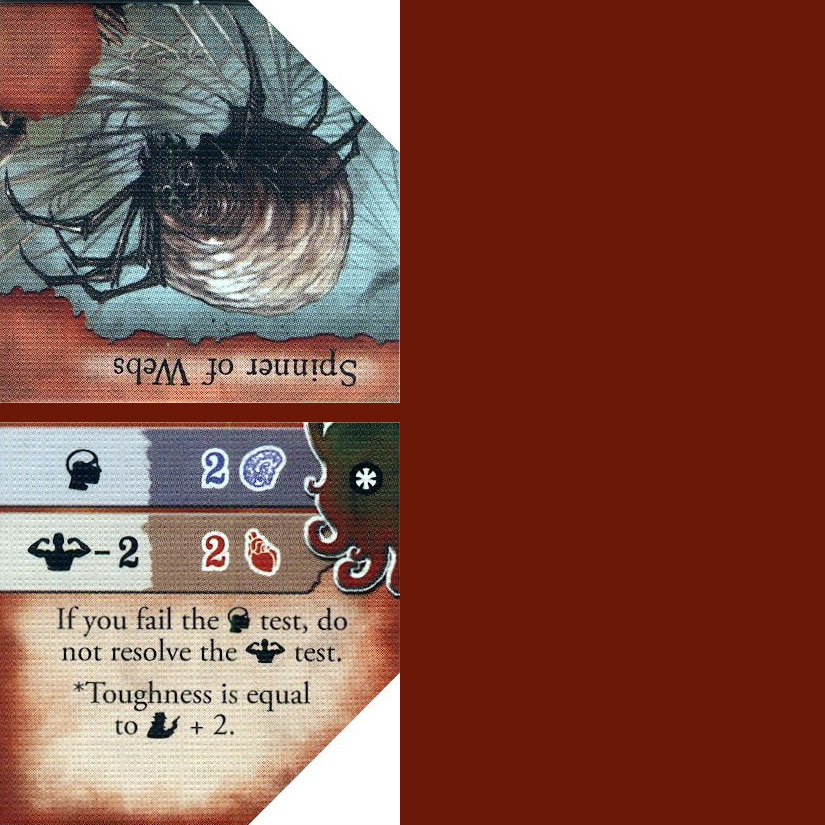 Spinner of Webs
2
*
-2 2
If you fail the test, do
not resolve the test.
*Toughness is equal
to + 2.